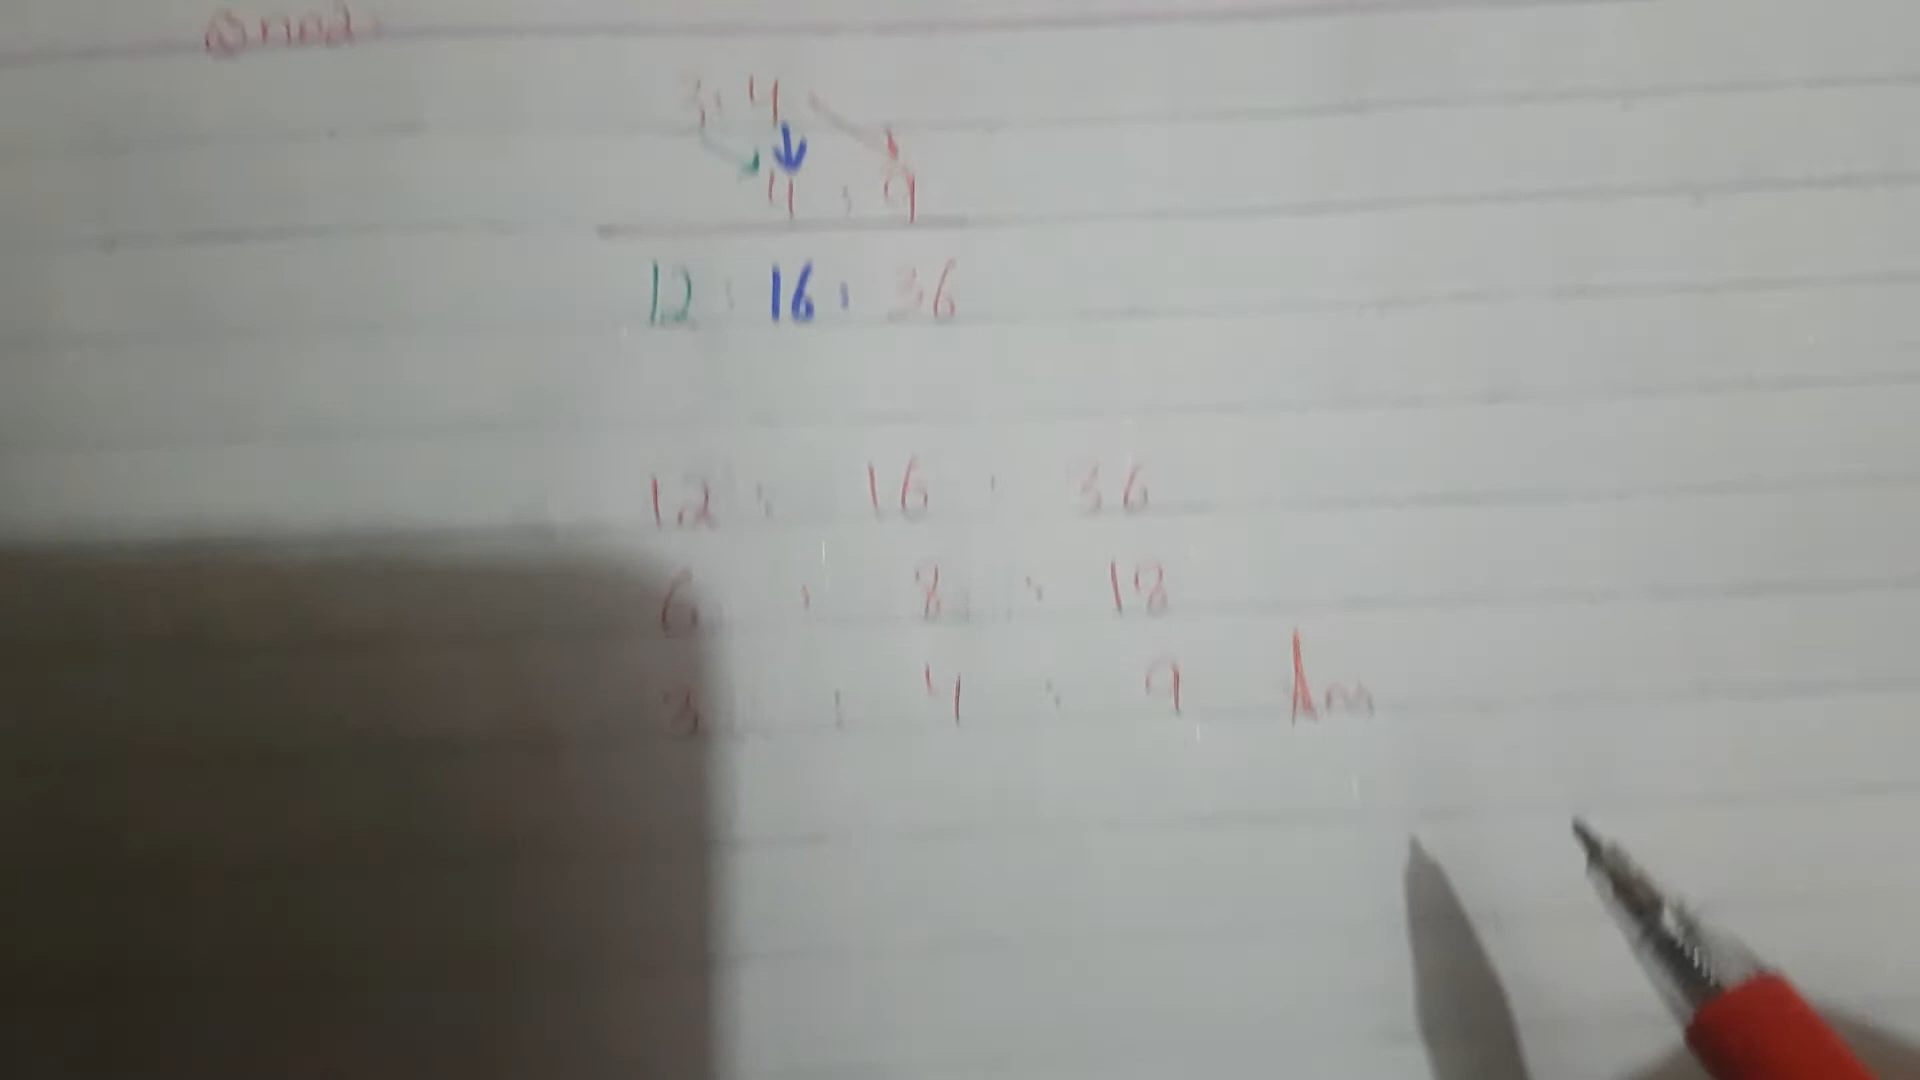 3 : 4
4 : 9
12 : 16 : 36
12 : 16 : 36
6 : 8 : 18
3 : 4 : 9 Ans